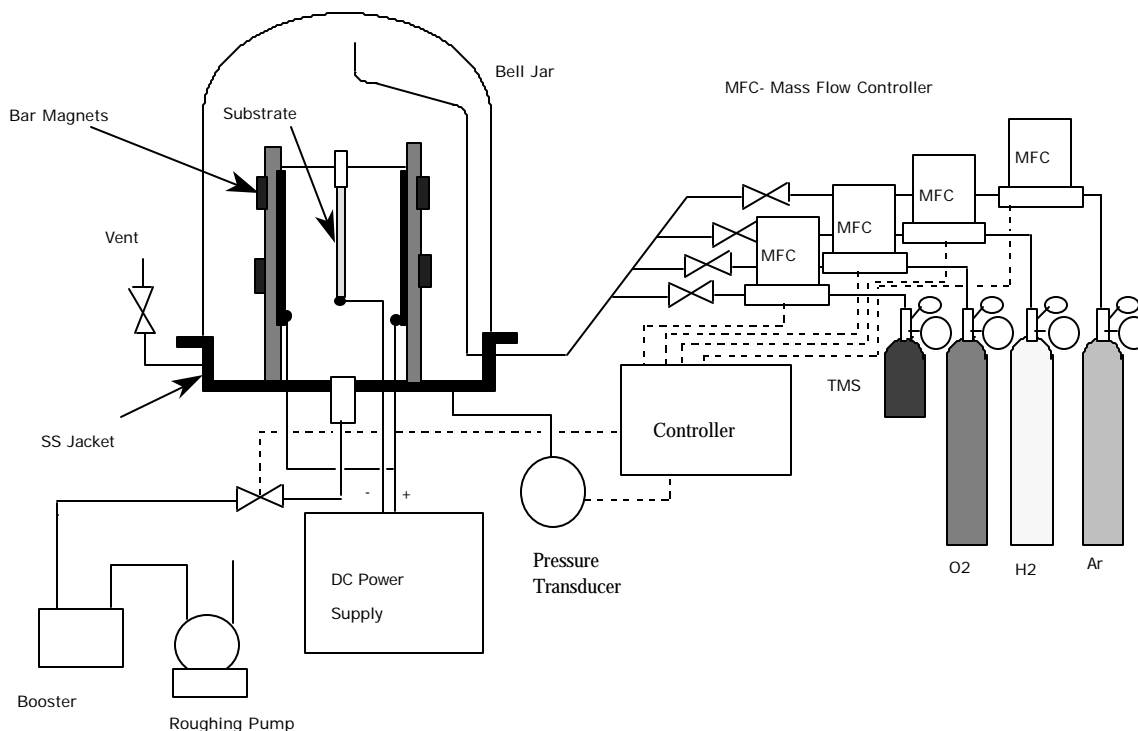 Bell Jar
MFC- Mass Flow Controller
Bar Magnets
Substrate
MFC
MFC
MFC
MFC
Vent
TMS
SS Jacket
Controller
- +
Pressure
Transducer
O2
H2
Ar
DC Power
Supply
Booster
Roughing Pump